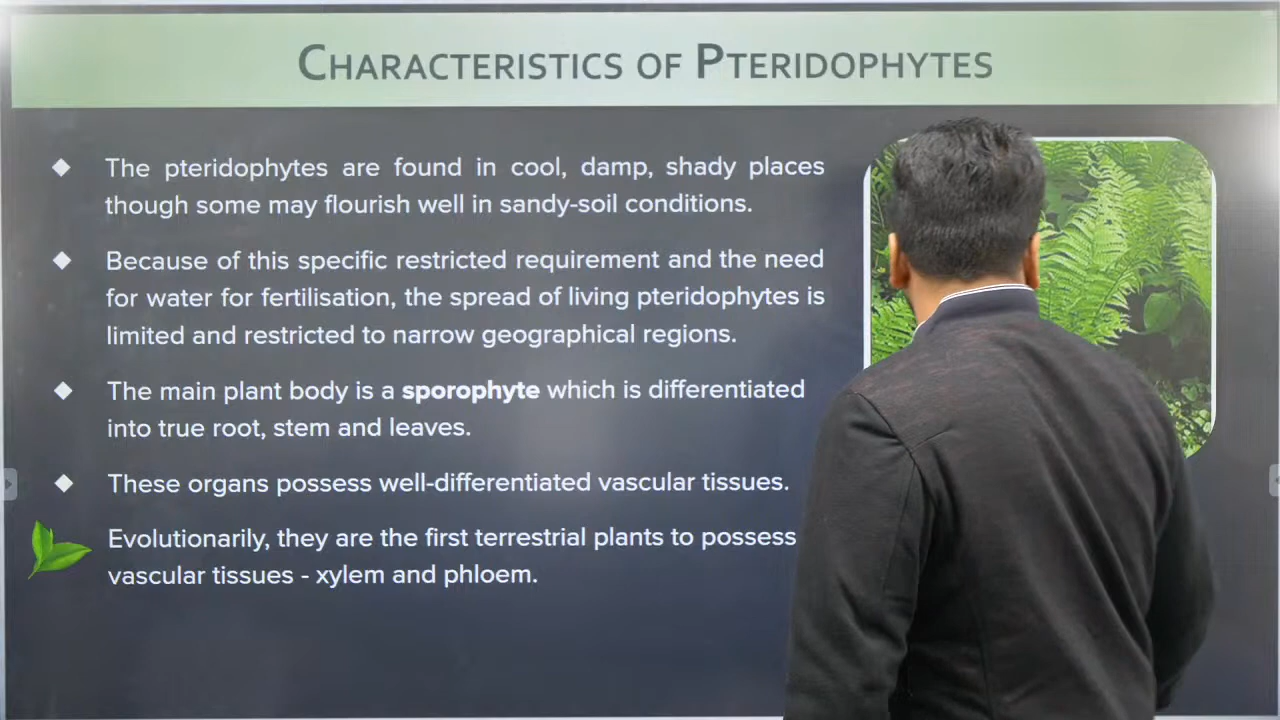 CHARACTERISTICS OF PTERIDOPHYTES
The pteridophytes are found in cool, damp, shady places
though some may flourish well in sandy-soil conditions.
Because of this specific restricted requirement and the need
for water for fertilisation, the spread of living pteridophytes is
limited and restricted to narrow geographical regions.
The main plant body is a sporophyte which is differentiated
into true root, stem and leaves.
These organs possess well-differentiated vascular tissues.
Evolutionarily, they are the first terrestrial plants to possess
vascular tissues - xylem and phloem.